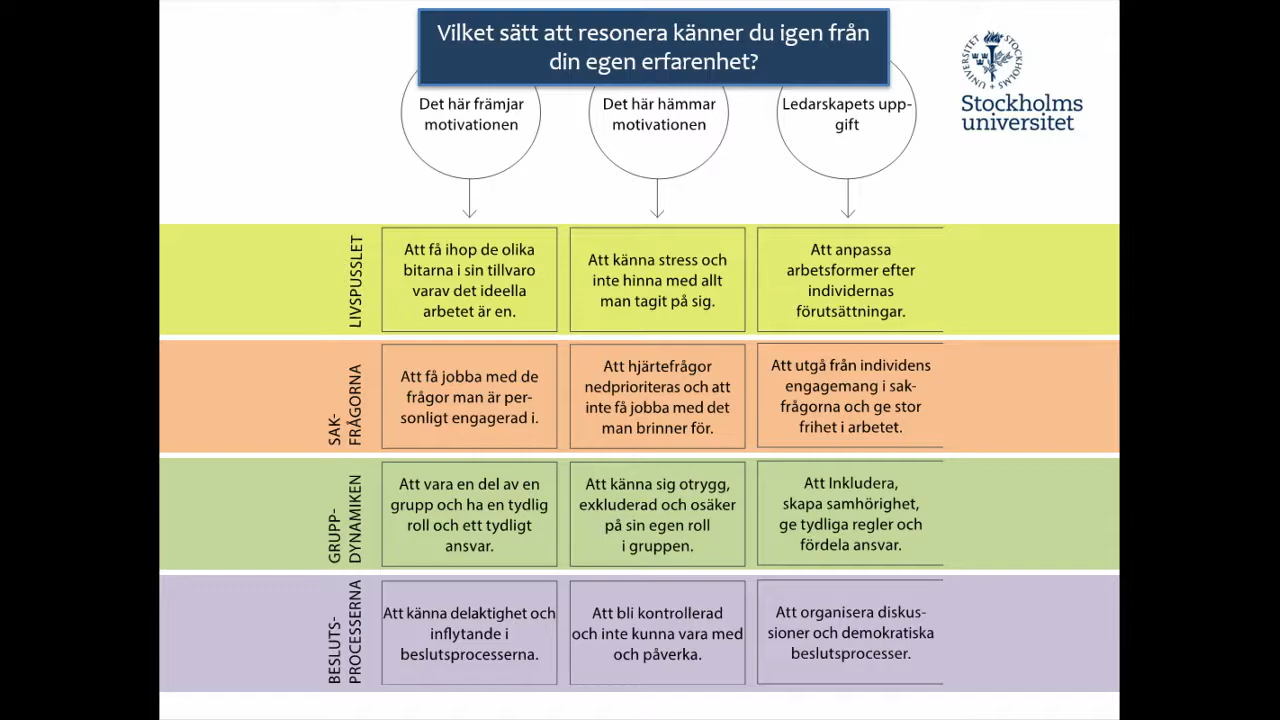 Vilket sätt att resonera känner du igen från
din egen erfarenhet?
UNIVERSITET STOCKHOLMS
Stockholms
universitet
Det här främjar
motivationen
Det här hämmar
motivationen
Ledarskapets upp-
gift
LIVSPUSSLET
Att få ihop de olika
bitarna i sin tillvaro
varav det ideella
arbetet är en.
Att känna stress och
inte hinna med allt
man tagit på sig.
Att anpassa
arbetsformer efter
individernas
förutsättningar.
SAK-
FRÅGORNA
Att få jobba med de
frågor man är per-
sonligt engagerad i.
Att hjärtefrågor
nedprioriteras och att
inte få jobba med det
man brinner för.
Att utgå från individens
engagemang i sak-
frågorna och ge stor
frihet i arbetet.
GRUPP-
DYNAMIKEN
Att vara en del av en
grupp och ha en tydlig
roll och ett tydligt
ansvar.
Att känna sig otrygg,
exkluderad och osäker
på sin egen roll
i gruppen.
Att Inkludera,
skapa samhörighet,
ge tydliga regler och
fördela ansvar.
BESLUTS-
PROCESSERNA
Att känna delaktighet och
inflytande i
beslutsprocesserna.
Att bli kontrollerad
och inte kunna vara med
och påverka.
Att organisera diskus-
sioner och demokratiska
beslutsprocesser.